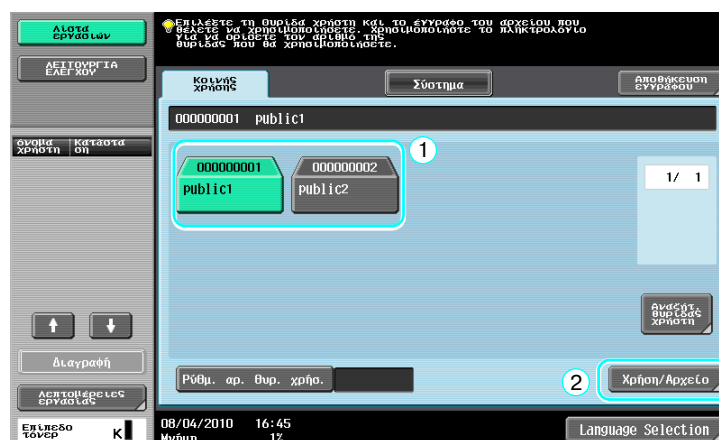 Λίστα
εργασιών
ΛΕΙΤΟΥΡΓΙΑ
ΕΛΕΓΧΟΥ
Επιλέξτε τη θυρίδα χρήστη και το έγγραφο του αρχείου που
θέλετε να χρησιμοποιήσετε. Χρησιμοποιήστε το πληκτρολόγιο
για να ορίσετε τον αριθμό της
θυρίδας που θα χρησιμοποιήσετε.
Κοινής
χρήσης
Σύστημα
Αποθήκευση
εγγράφου
000000001 public1
όνομα
χρήστη
Κατάστα
ση
1
000000001
public1
000000002
public2
1/ 1
Αναζήτ.
θυρίδας
χρήστη
Διαγραφή
Λεπτομέρειες
εργασίας
Ρύθμ. αρ. θυρ. χρήσ.
2
Χρήση/Αρχείο
Επίπεδο
τόνερ
K
08/04/2010 16:45
Μνήμη 1%
Language Selection